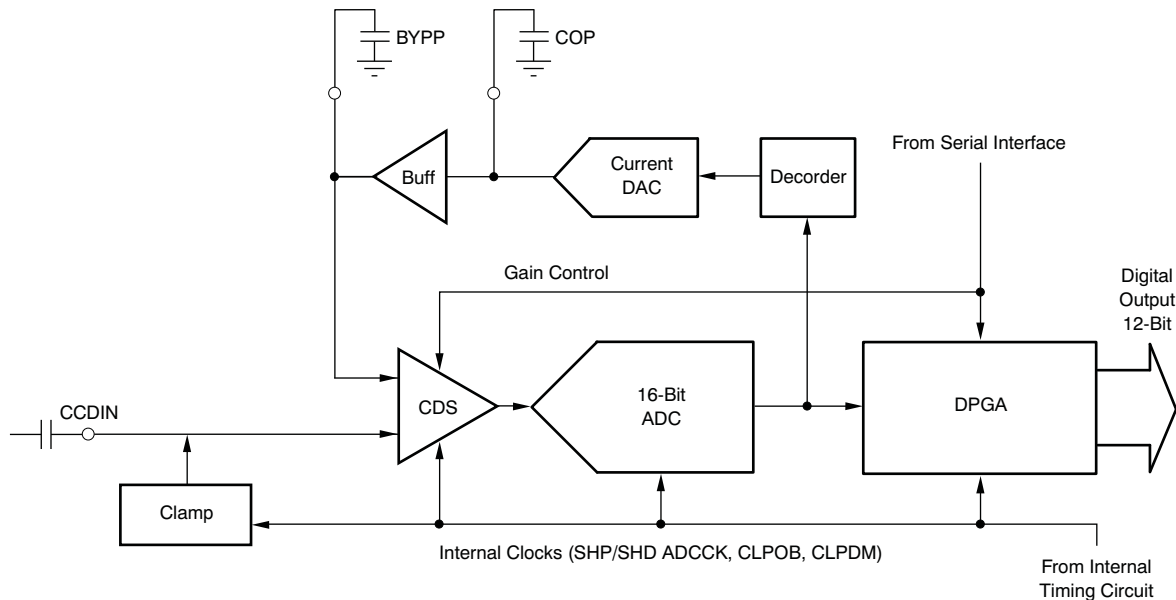 BYPP
COP
From Serial Interface
Buff
Current
DAC
Decorder
Gain Control
Digital
Output
12-Bit
CCDIN
CDS
16-Bit
ADC
DPGA
Clamp
Internal Clocks (SHP/SHD ADCCK, CLPOB, CLPDM)
From Internal
Timing Circuit